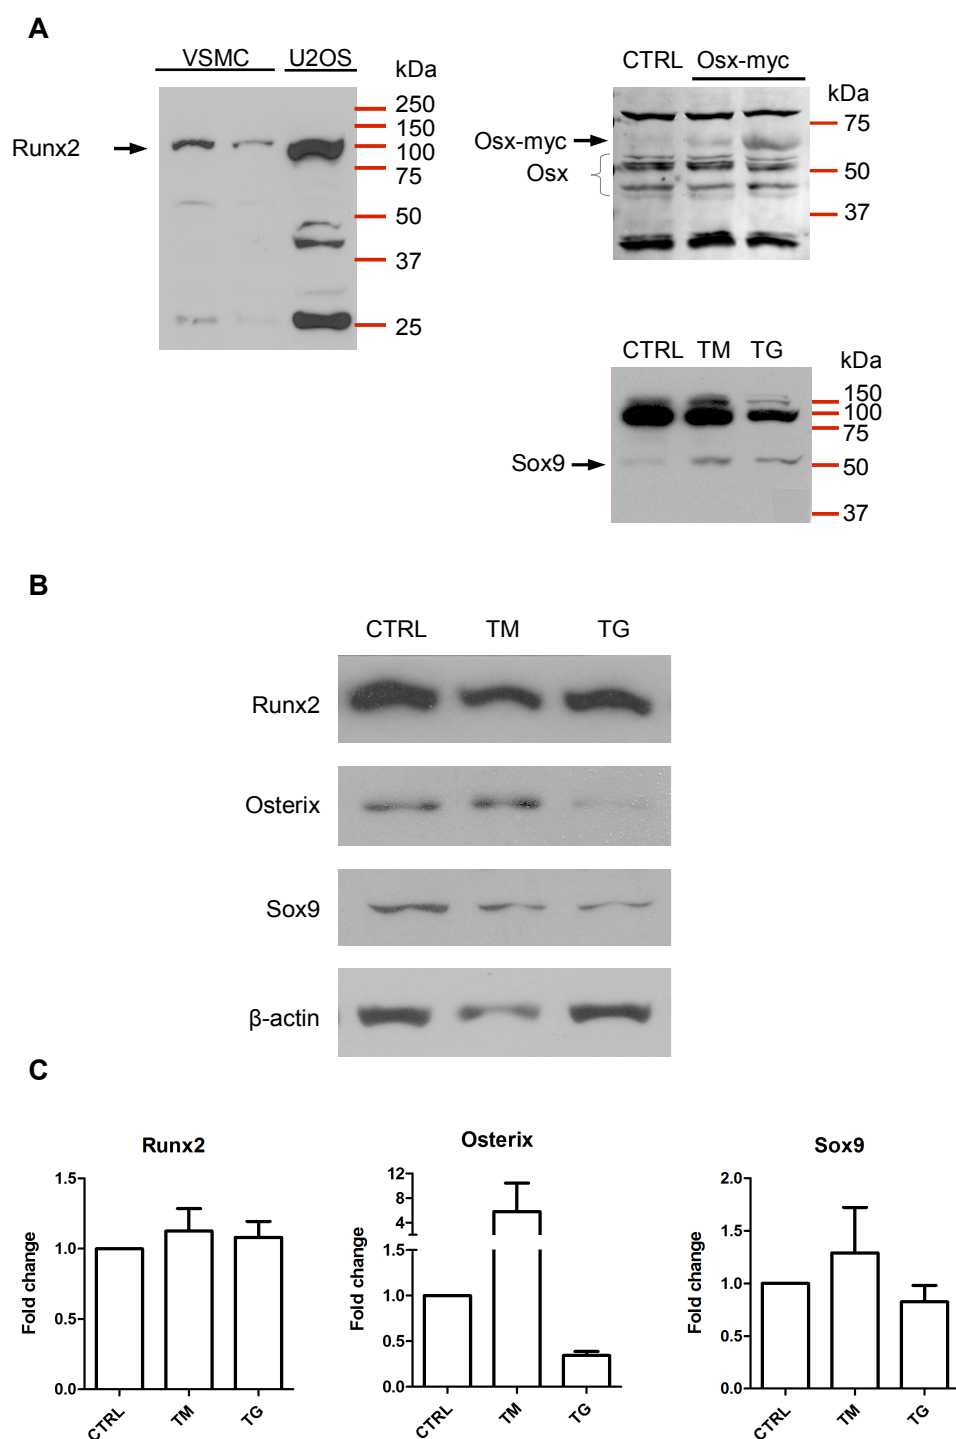 A
VSMC U2OS
kDa
250
150
100
75
50
37
25
Runx2
CTRL Osx-myc
kDa
75
50
37
Osx-myc
Osx
CTRL TM TG
kDa
150
100
75
50
37
Sox9
B
CTRL TM TG
Runx2
Osterix
Sox9
β-actin
C
Runx2
Fold change
1.5
1.0
0.5
0.0
CTRL TM TG
Osterix
Fold change
12
8
4
1.5
1.0
0.5
0.0
CTRL TM TG
Sox9
Fold change
2.0
1.5
1.0
0.5
0.0
CTRL TM TG